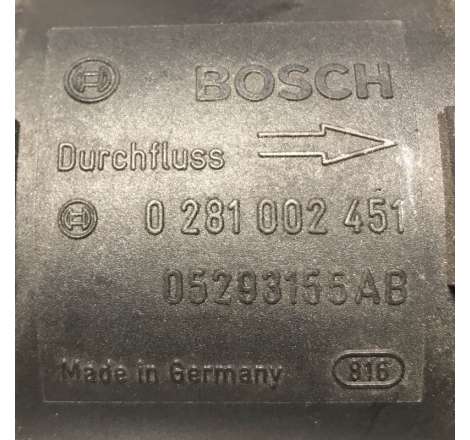 BOSCH
Durchfluss
0 281 002 451
05293155AB
Made in Germany 816